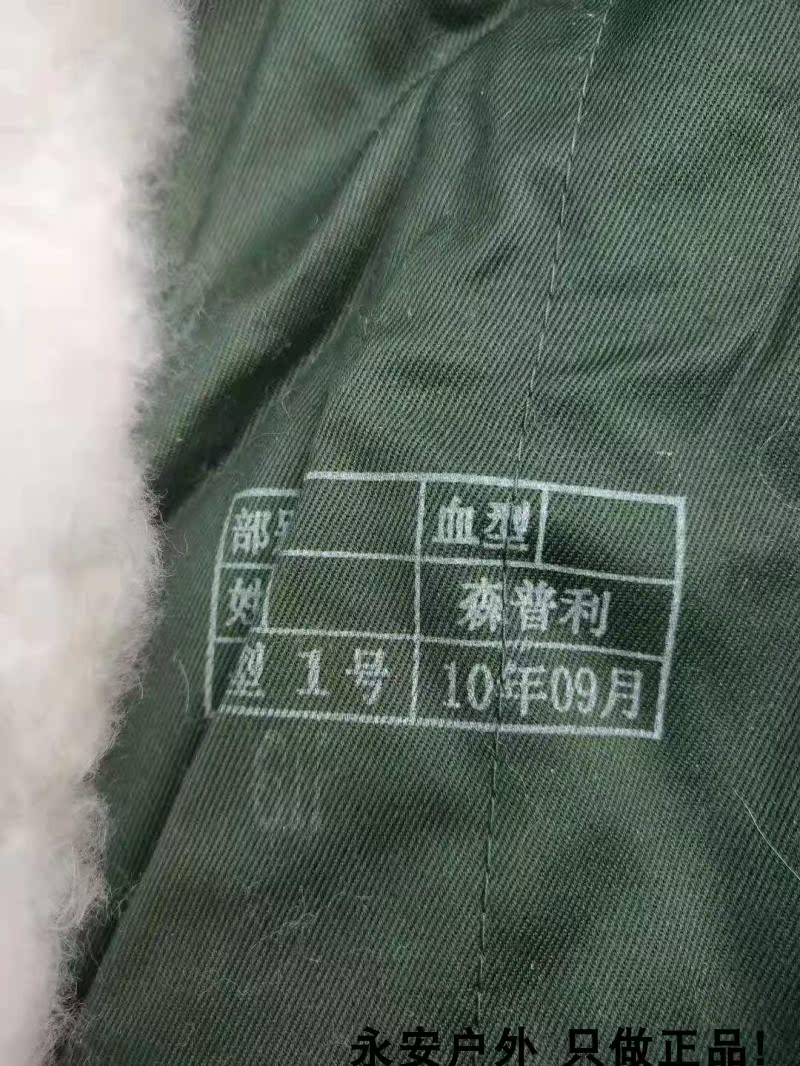 部 血型
姓 森普利
型 1号 10年09月
永安户外 只做正品!